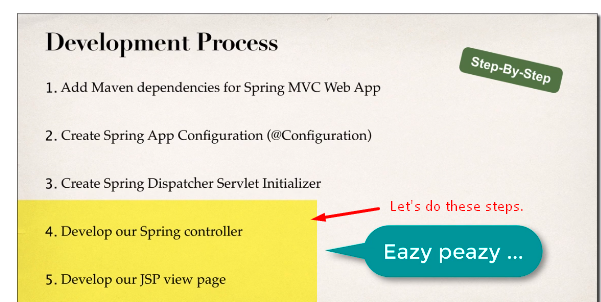 Development Process
Step-By-Step
1. Add Maven dependencies for Spring MVC Web App
2. Create Spring App Configuration (@Configuration)
3. Create Spring Dispatcher Servlet Initializer
Let's do these steps.
4. Develop our Spring controller
Eazy peazy ...
5. Develop our JSP view page